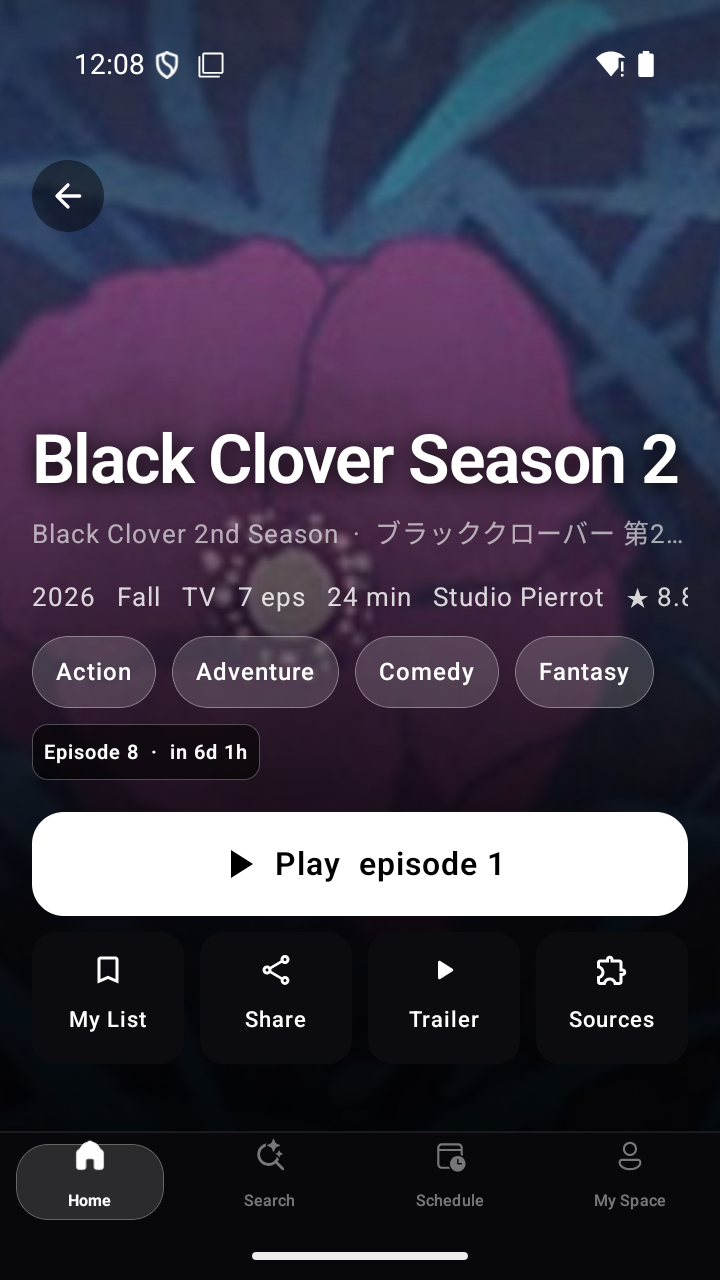 12:08
Black Clover Season 2
Black Clover 2nd Season · ブラッククローバー 第2…
2026 Fall TV 7 eps 24 min Studio Pierrot ★ 8.8
Action Adventure Comedy Fantasy
Episode 8 · in 6d 1h
Play episode 1
My List Share Trailer Sources
Home Search Schedule My Space